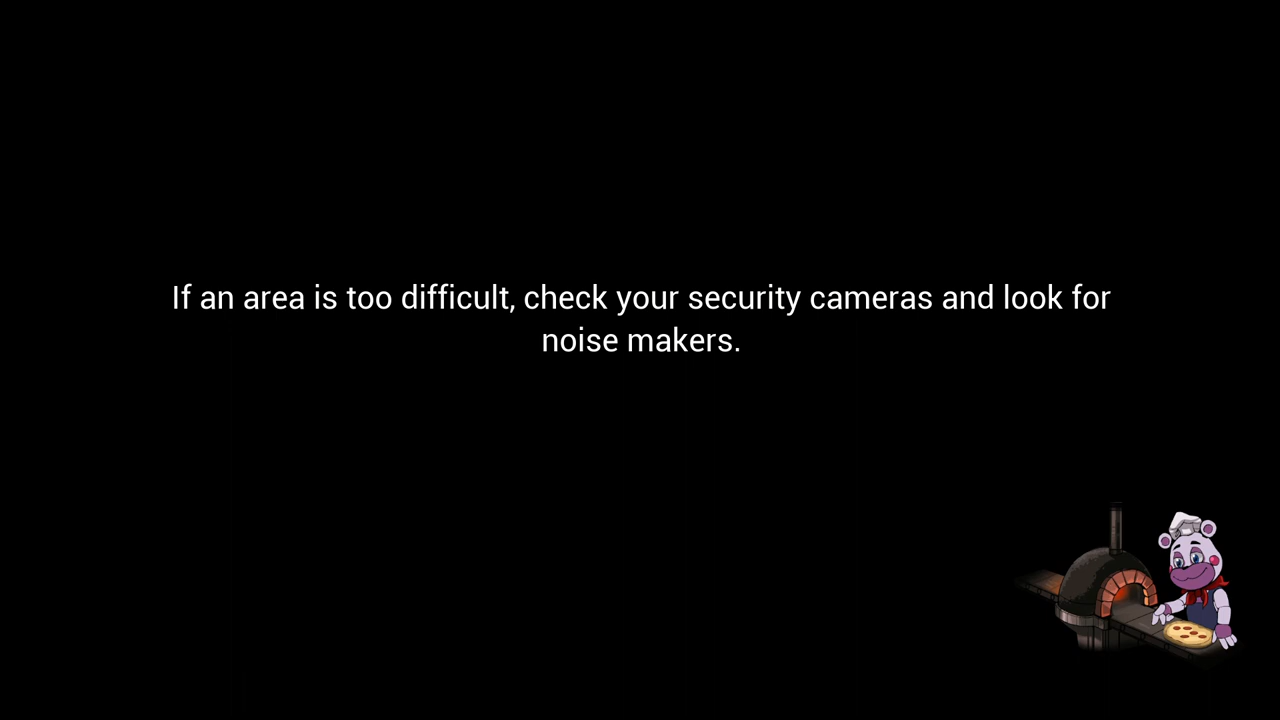 If an area is too difficult, check your security cameras and look for
noise makers.